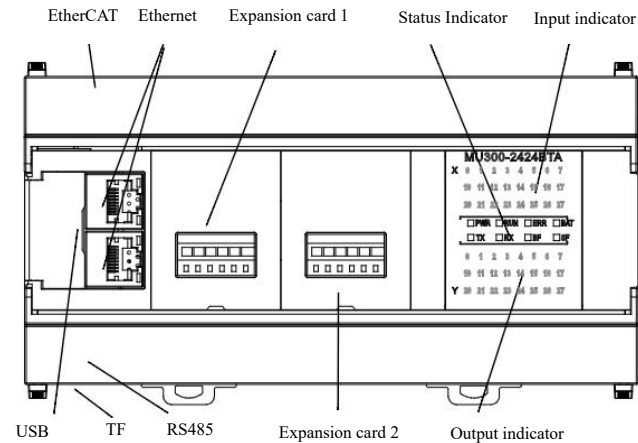 EtherCAT Ethernet Expansion card 1 Status Indicator Input indicator
MU300-2424BTA
X 0 1 2 3 4 5 6 7
10 11 12 13 14 15 16 17
20 21 22 23 24 25 26 27
PWR RUN ERR BAT
TX RX BF SF
0 1 2 3 4 5 6 7
10 11 12 13 14 15 16 17
Y 20 21 22 23 24 25 26 27
USB TF RS485 Expansion card 2 Output indicator